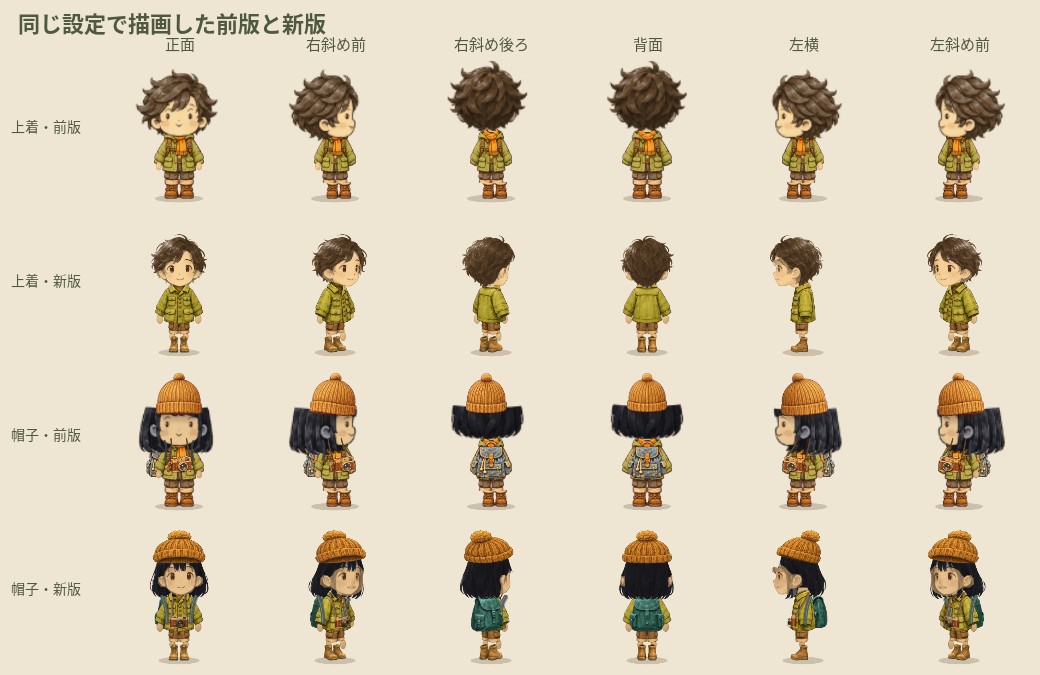 同じ設定で描画した前版と新版
正面 右斜め前 右斜め後ろ 背面 左横 左斜め前
上着・前版
上着・新版
帽子・前版
帽子・新版